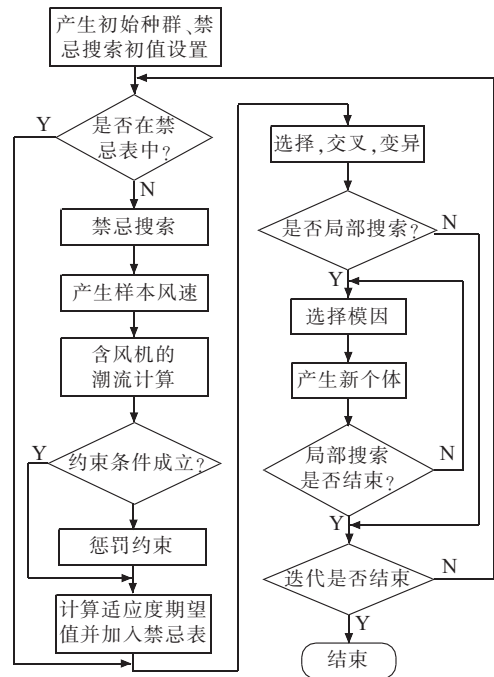 产生初始种群、禁
忌搜索初值设置
Y
是否在禁
忌表中?
N
禁忌搜索
产生样本风速
含风机的
潮流计算
Y
约束条件成立?
惩罚约束
计算适应度期望
值并加入禁忌表
选择,交叉,变异
是否局部搜索?
N
Y
选择模因
产生新个体
局部搜索
是否结束?
N
Y
迭代是否结束
N
Y
结束